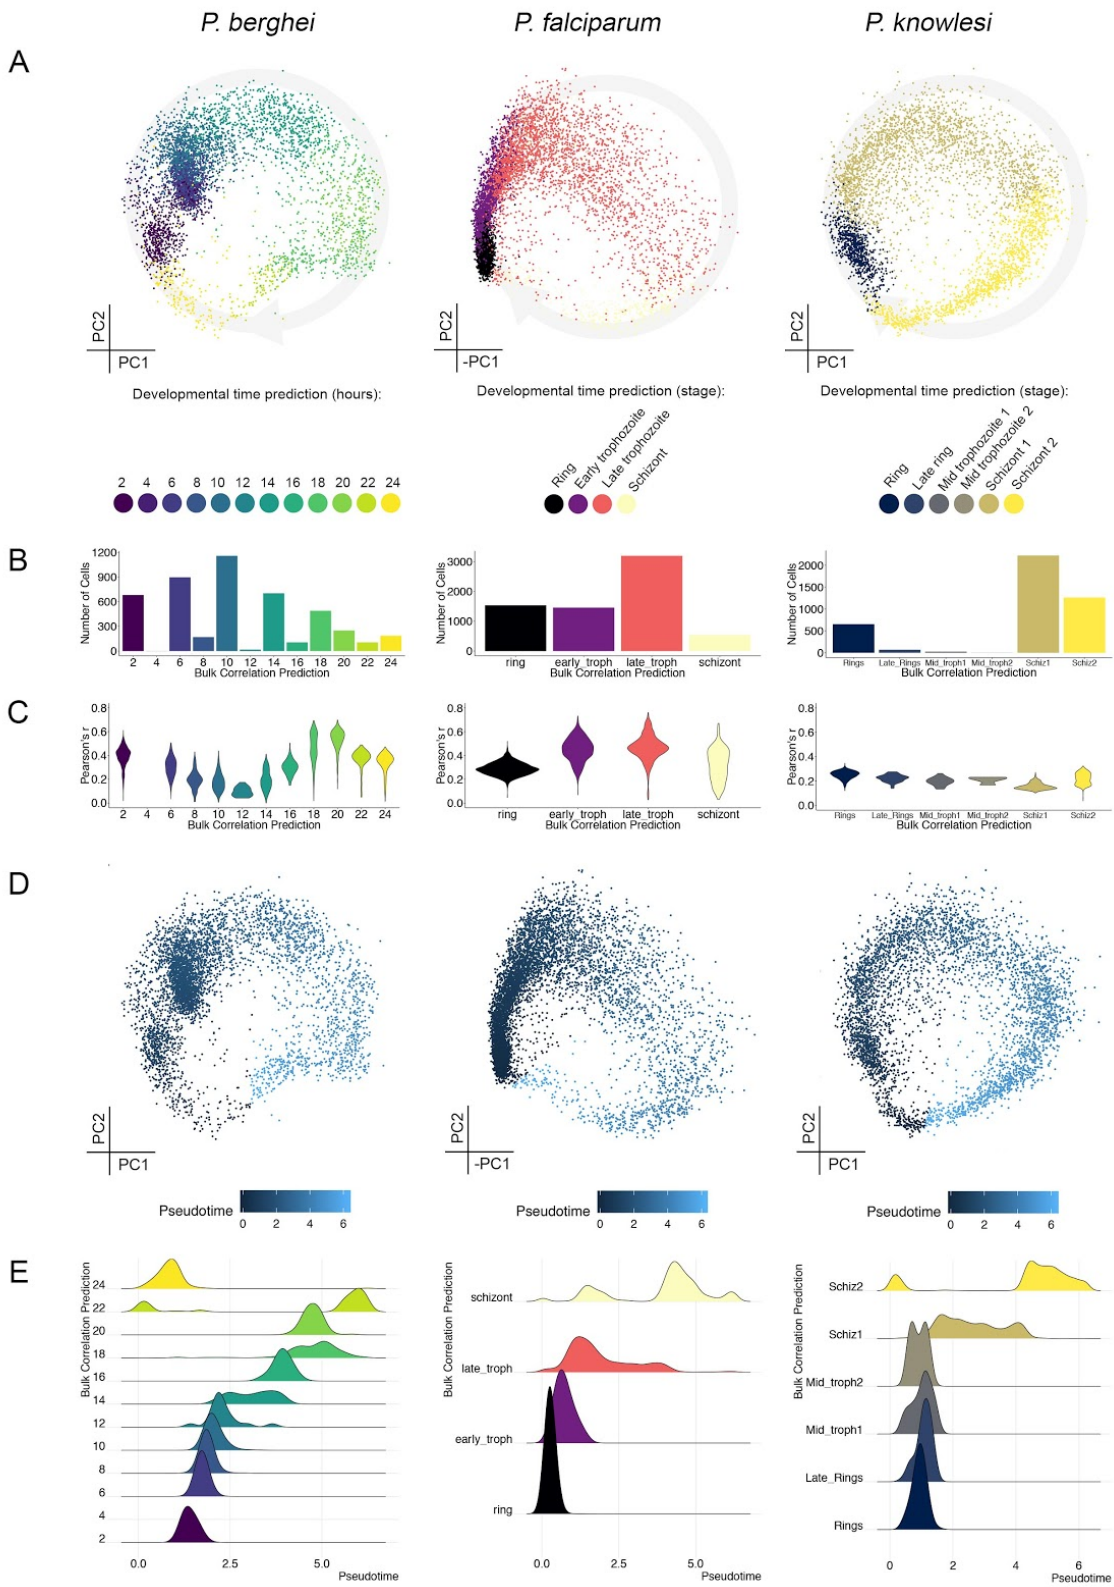 P. berghei P. falciparum P. knowlesi
A
PC2 PC2 PC2
PC1 -PC1 PC1
Developmental time prediction (hours): Developmental time prediction (stage): Developmental time prediction (stage):
2 4 6 8 10 12 14 16 18 20 22 24
Ring Early trophozoite Late trophozoite Schizont
Ring Late ring Mid trophozoite 1 Mid trophozoite 2 Schizont 1 Schizont 2
B
Number of Cells
1200
900
600
300
0
2 4 6 8 10 12 14 16 18 20 22 24
Bulk Correlation Prediction
Number of Cells
3000
2000
1000
0
ring early_troph late_troph schizont
Bulk Correlation Prediction
Number of Cells
2000
1500
1000
500
0
Rings Late_Rings Mid_troph1 Mid_troph2 Schiz1 Schiz2
Bulk Correlation Prediction
C
Pearson's r
0.8
0.6
0.4
0.2
0.0
2 4 6 8 10 12 14 16 18 20 22 24
Bulk Correlation Prediction
Pearson's r
0.8
0.6
0.4
0.2
0.0
ring early_troph late_troph schizont
Bulk Correlation Prediction
Pearson's r
0.8
0.6
0.4
0.2
0.0
Rings Late_Rings Mid_troph1 Mid_troph2 Schiz1 Schiz2
Bulk Correlation Prediction
D
PC2 PC2 PC2
PC1 -PC1 PC1
Pseudotime Pseudotime Pseudotime
0 2 4 6 0 2 4 6 0 2 4 6
E
Bulk Correlation Prediction
24
22
20
18
16
14
12
10
8
6
4
2
0.0 2.5 5.0
Pseudotime
Bulk Correlation Prediction
schizont
late_troph
early_troph
ring
0.0 2.5 5.0
Pseudotime
Bulk Correlation Prediction
Schiz2
Schiz1
Mid_troph2
Mid_troph1
Late_Rings
Rings
0 2 4 6
Pseudotime